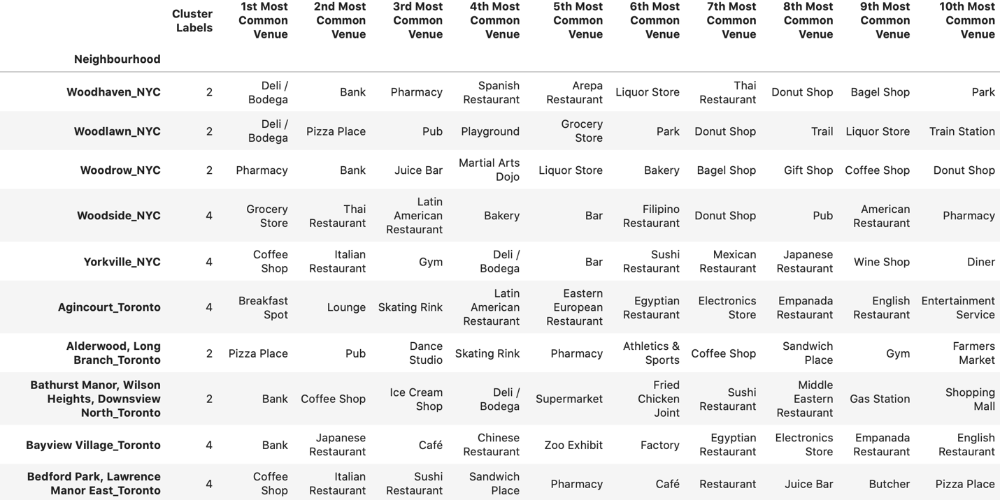 Cluster Labels 1st Most Common Venue 2nd Most Common Venue 3rd Most Common Venue 4th Most Common Venue 5th Most Common Venue 6th Most Common Venue 7th Most Common Venue 8th Most Common Venue 9th Most Common Venue 10th Most Common Venue
Neighbourhood
Woodhaven_NYC 2 Deli / Bodega Bank Pharmacy Spanish Restaurant Arepa Restaurant Liquor Store Thai Restaurant Donut Shop Bagel Shop Park
Woodlawn_NYC 2 Deli / Bodega Pizza Place Pub Playground Grocery Store Park Donut Shop Trail Liquor Store Train Station
Woodrow_NYC 2 Pharmacy Bank Juice Bar Martial Arts Dojo Liquor Store Bakery Bagel Shop Gift Shop Coffee Shop Donut Shop
Woodside_NYC 4 Grocery Store Thai Restaurant Latin American Restaurant Bakery Bar Filipino Restaurant Donut Shop Pub American Restaurant Pharmacy
Yorkville_NYC 4 Coffee Shop Italian Restaurant Gym Deli / Bodega Bar Sushi Restaurant Mexican Restaurant Japanese Restaurant Wine Shop Diner
Agincourt_Toronto 4 Breakfast Spot Lounge Skating Rink Latin American Restaurant Eastern European Restaurant Egyptian Restaurant Electronics Store Empanada Restaurant English Restaurant Entertainment Service
Alderwood, Long Branch_Toronto 2 Pizza Place Pub Dance Studio Skating Rink Pharmacy Athletics & Sports Coffee Shop Sandwich Place Gym Farmers Market
Bathurst Manor, Wilson Heights, Downsview North_Toronto 2 Bank Coffee Shop Ice Cream Shop Deli / Bodega Supermarket Fried Chicken Joint Sushi Restaurant Middle Eastern Restaurant Gas Station Shopping Mall
Bayview Village_Toronto 4 Bank Japanese Restaurant Café Chinese Restaurant Zoo Exhibit Factory Egyptian Restaurant Electronics Store Empanada Restaurant English Restaurant
Bedford Park, Lawrence Manor East_Toronto 4 Coffee Shop Italian Restaurant Sushi Restaurant Sandwich Place Pharmacy Café Restaurant Juice Bar Butcher Pizza Place